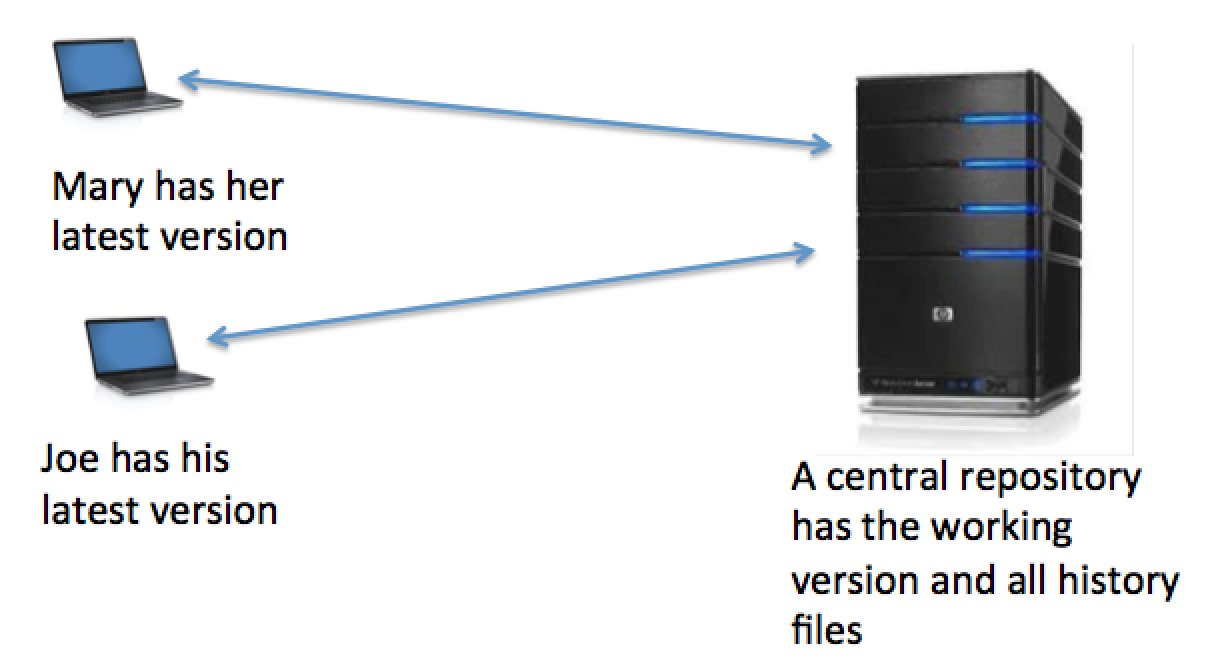 Mary has her
latest version
Joe has his
latest version
hp
A central repository
has the working
version and all history
files